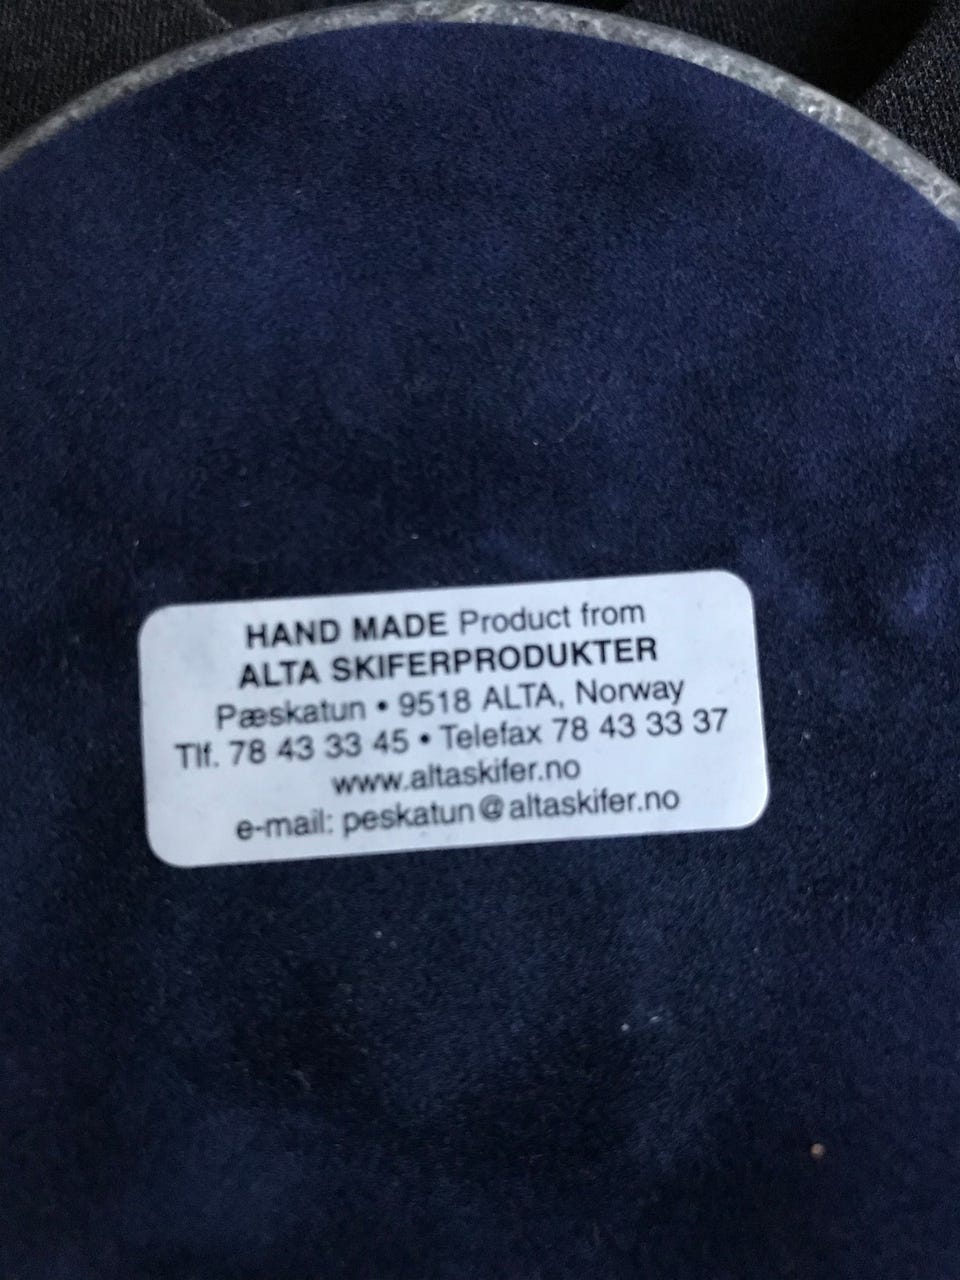 HAND MADE Product from
ALTA SKIFERPRODUKTER
Pæskatun • 9518 ALTA, Norway
Tlf. 78 43 33 45 • Telefax 78 43 33 37
www.altaskifer.no
e-mail: peskatun@altaskifer.no